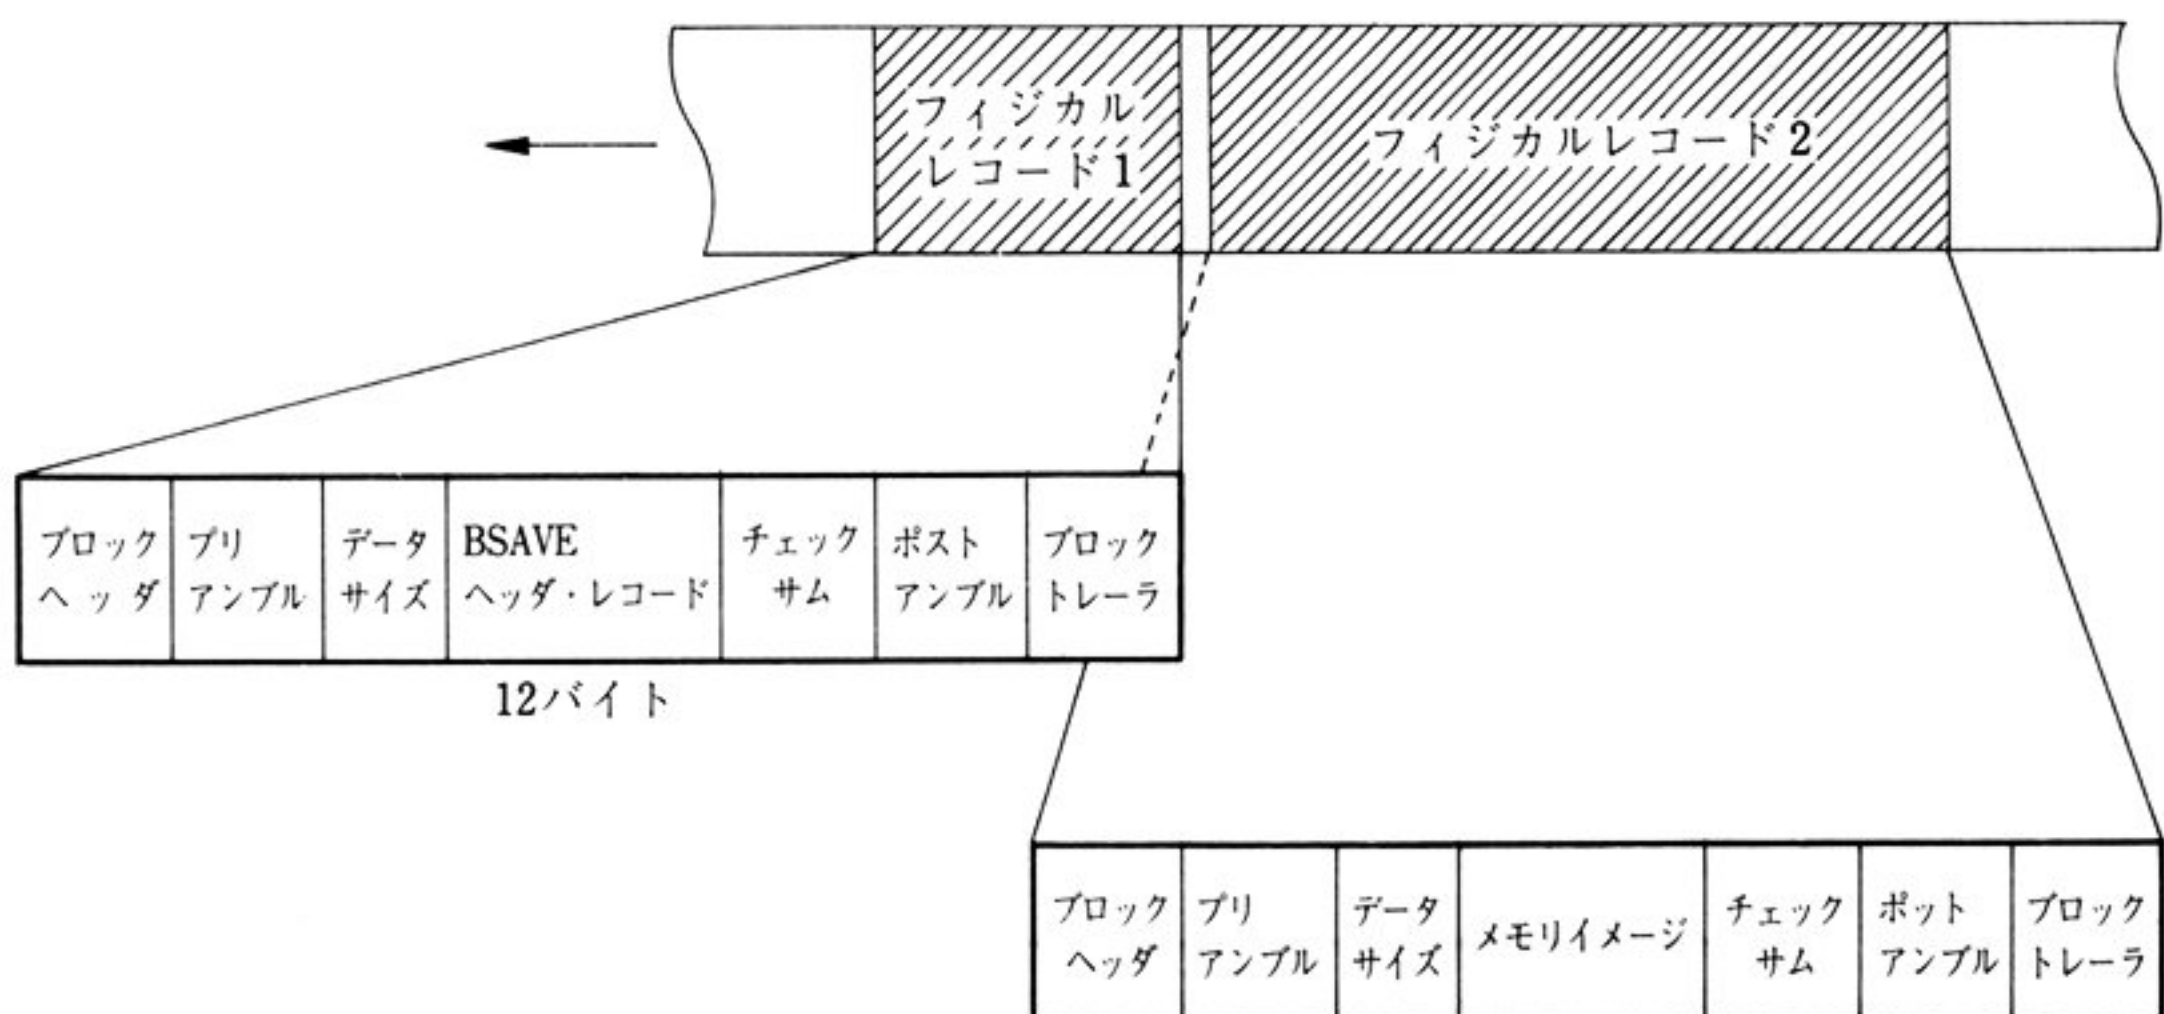 フィジカル
レコード1
フィジカルレコード2
ブロック
ヘッダ
プリ
アンブル
データ
サイズ
BSAVE
ヘッダ・レコード
チェック
サム
ポスト
アンブル
ブロック
トレーラ
12バイト
ブロック
ヘッダ
プリ
アンブル
データ
サイズ
メモリイメージ
チェック
サム
ポット
アンブル
ブロック
トレーラ